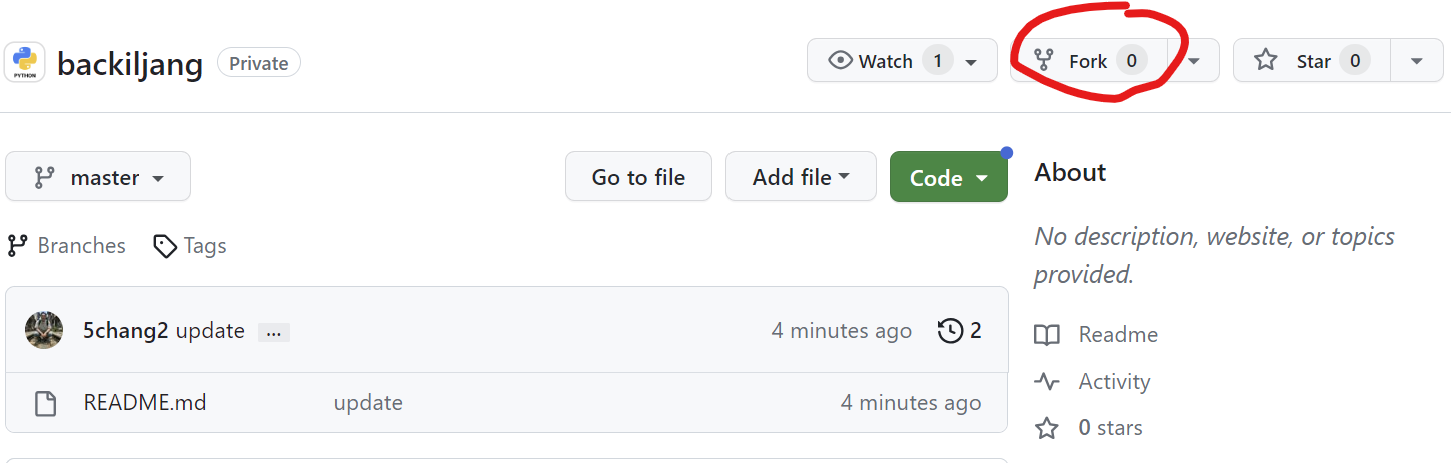 PYTHON
backiljang Private Watch 1 Fork 0 Star 0
master Go to file Add file Code
Branches Tags
5chang2 update ... 4 minutes ago 2
README.md update 4 minutes ago
About
No description, website, or topics
provided.
Readme
Activity
0 stars